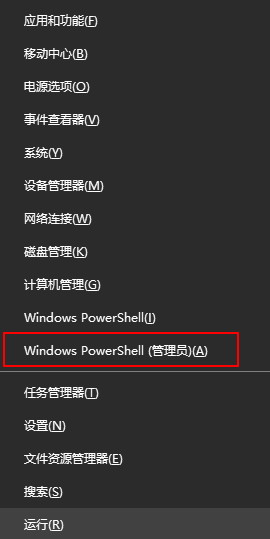 应用和功能(F)
移动中心(B)
电源选项(O)
事件查看器(V)
系统(Y)
设备管理器(M)
网络连接(W)
磁盘管理(K)
计算机管理(G)
Windows PowerShell(I)
Windows PowerShell (管理员)(A)
任务管理器(T)
设置(N)
文件资源管理器(E)
搜索(S)
运行(R)